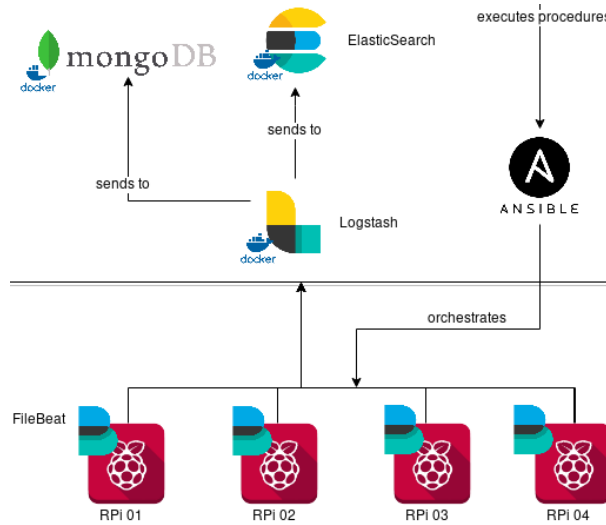 executes procedures
ElasticSearch
mongoDB
docker
docker
sends to
sends to
ANSIBLE
Logstash
docker
orchestrates
FileBeat
RPi 01
RPi 02
RPi 03
RPi 04